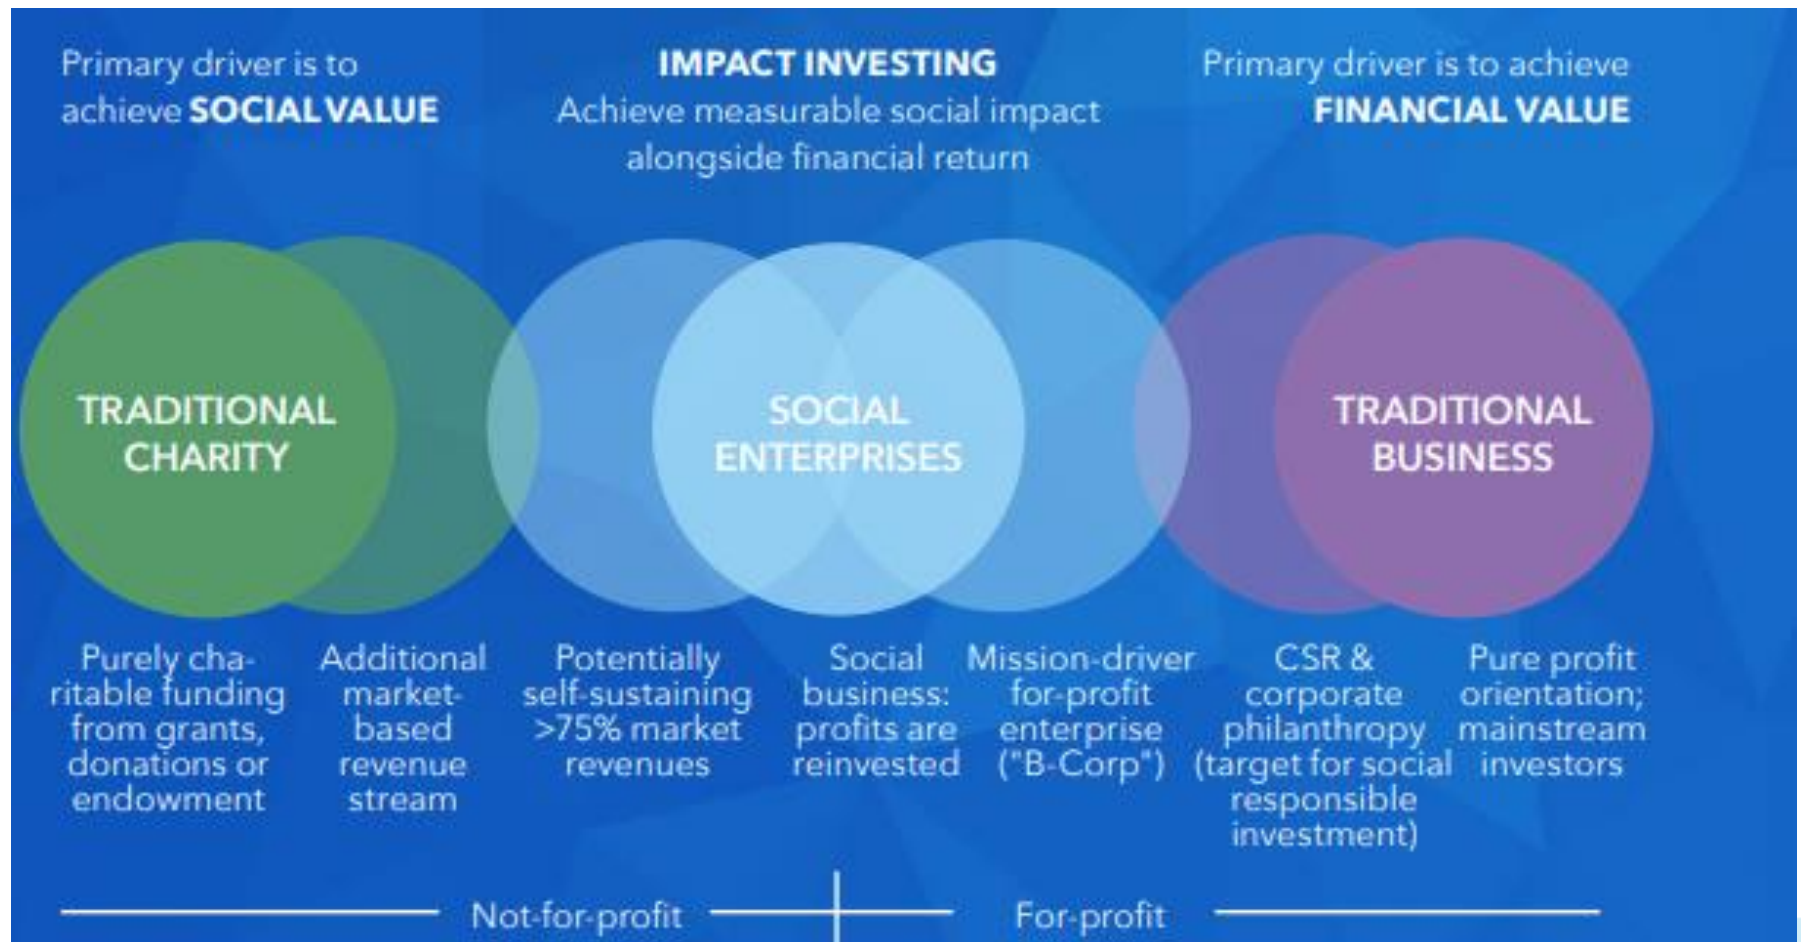 Primary driver is to
achieve SOCIAL VALUE
IMPACT INVESTING
Achieve measurable social impact
alongside financial return
Primary driver is to achieve
FINANCIAL VALUE
TRADITIONAL
CHARITY
SOCIAL
ENTERPRISES
TRADITIONAL
BUSINESS
Purely cha-
ritable funding
from grants,
donations or
endowment
Additional
market-
based
revenue
stream
Potentially
self-sustaining
>75% market
revenues
Social
business:
profits are
reinvested
Mission-driver
for-profit
enterprise
("B-Corp")
CSR &
corporate
philanthropy
(target for social
responsible
investment)
Pure profit
orientation;
mainstream
investors
Not-for-profit
For-profit